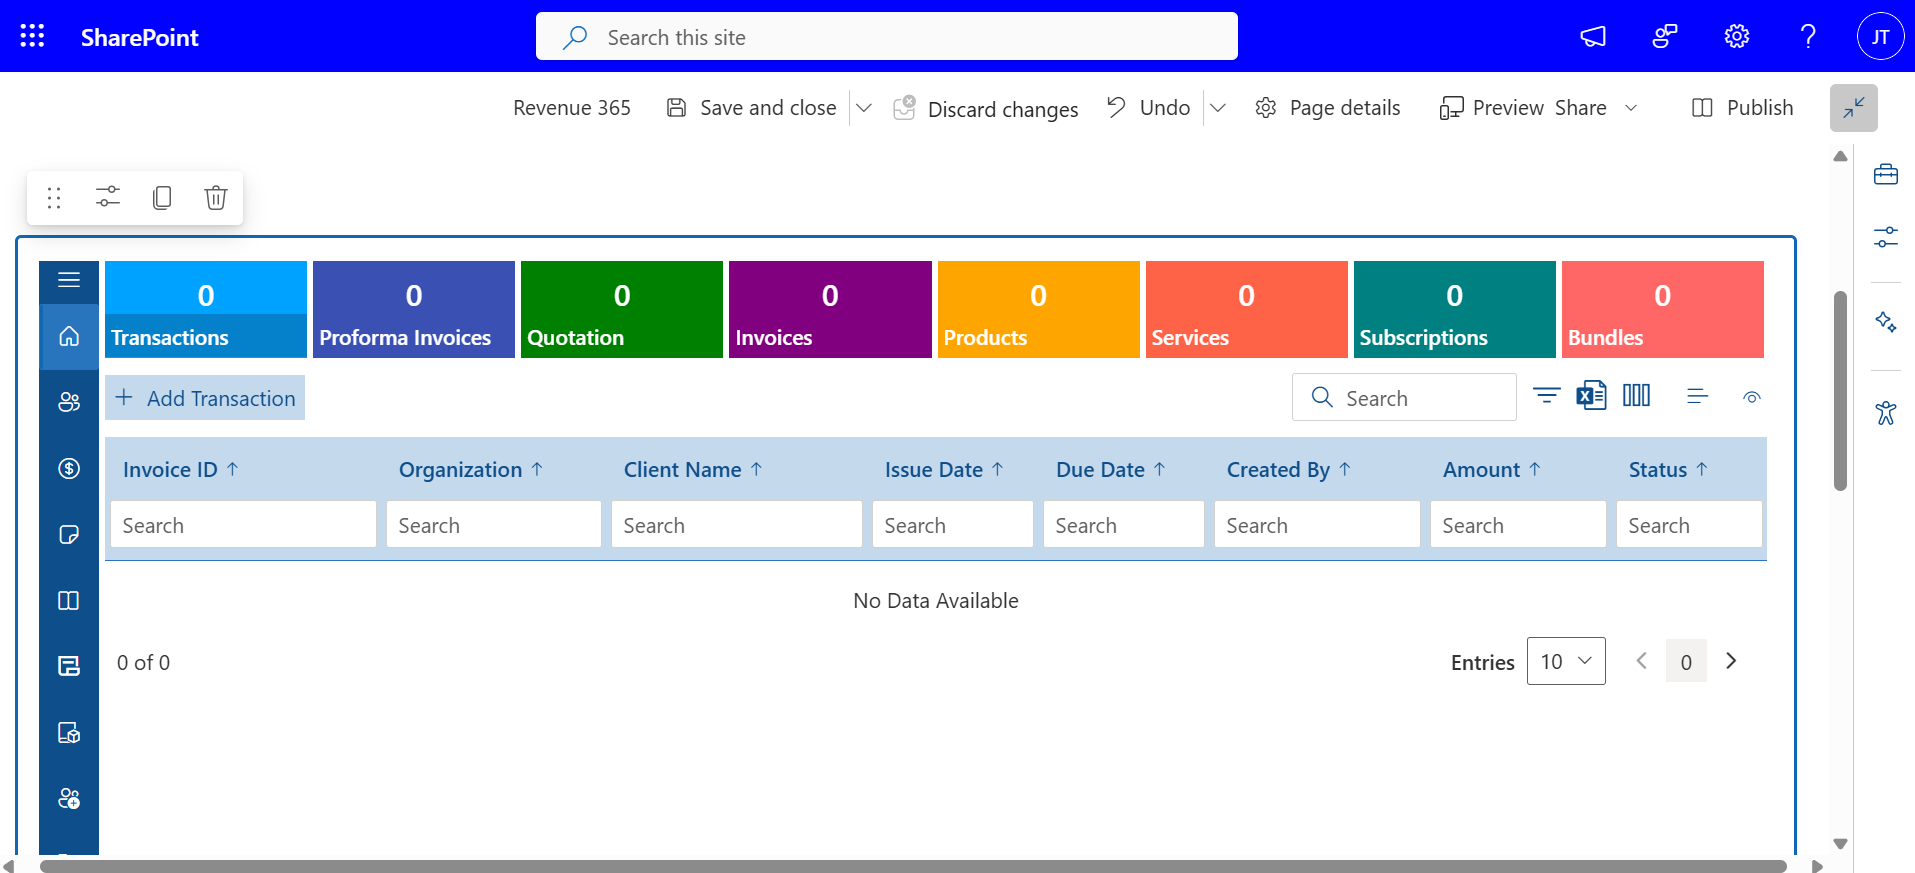 SharePoint
Search this site
JT
Revenue 365
Save and close
Discard changes
Undo
Page details
Preview
Share
Publish
0
Transactions
0
Proforma Invoices
0
Quotation
0
Invoices
0
Products
0
Services
0
Subscriptions
0
Bundles
+ Add Transaction
Search
Invoice ID ↑
Organization ↑
Client Name ↑
Issue Date ↑
Due Date ↑
Created By ↑
Amount ↑
Status ↑
Search
Search
Search
Search
Search
Search
Search
Search
No Data Available
0 of 0
Entries
10
0